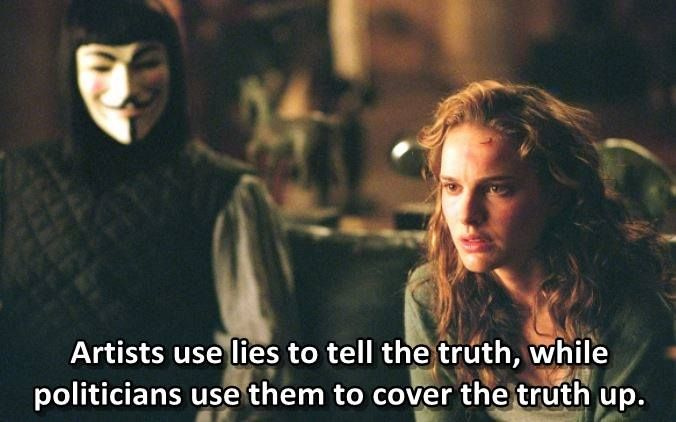 Artists use lies to tell the truth, while
politicians use them to cover the truth up.